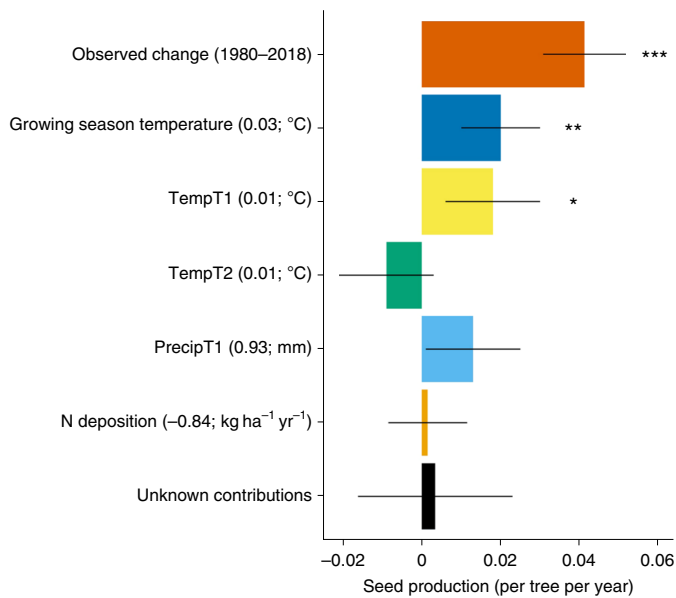 Observed change (1980–2018)
***
Growing season temperature (0.03; °C)
**
TempT1 (0.01; °C)
*
TempT2 (0.01; °C)
PrecipT1 (0.93; mm)
N deposition (–0.84; kg ha⁻¹ yr⁻¹)
Unknown contributions
–0.02 0 0.02 0.04 0.06
Seed production (per tree per year)